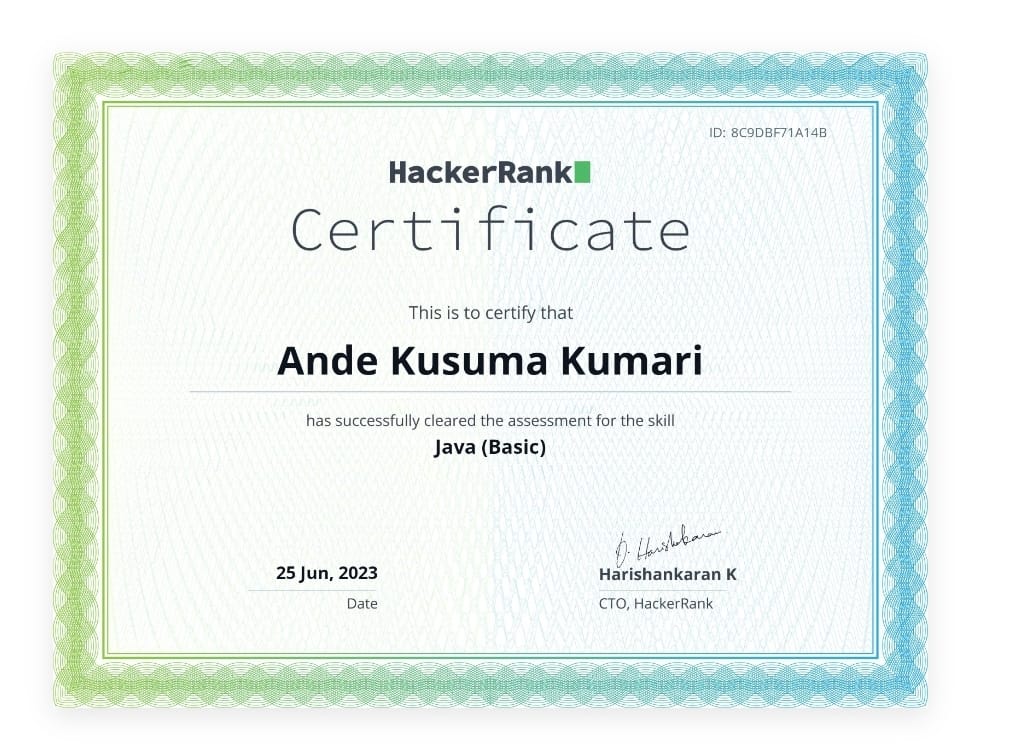 ID: 8C9DBF71A14B
HackerRank
Certificate
This is to certify that
Ande Kusuma Kumari
has successfully cleared the assessment for the skill
Java (Basic)
D. Harishankaran
25 Jun, 2023
Harishankaran K
Date
CTO, HackerRank